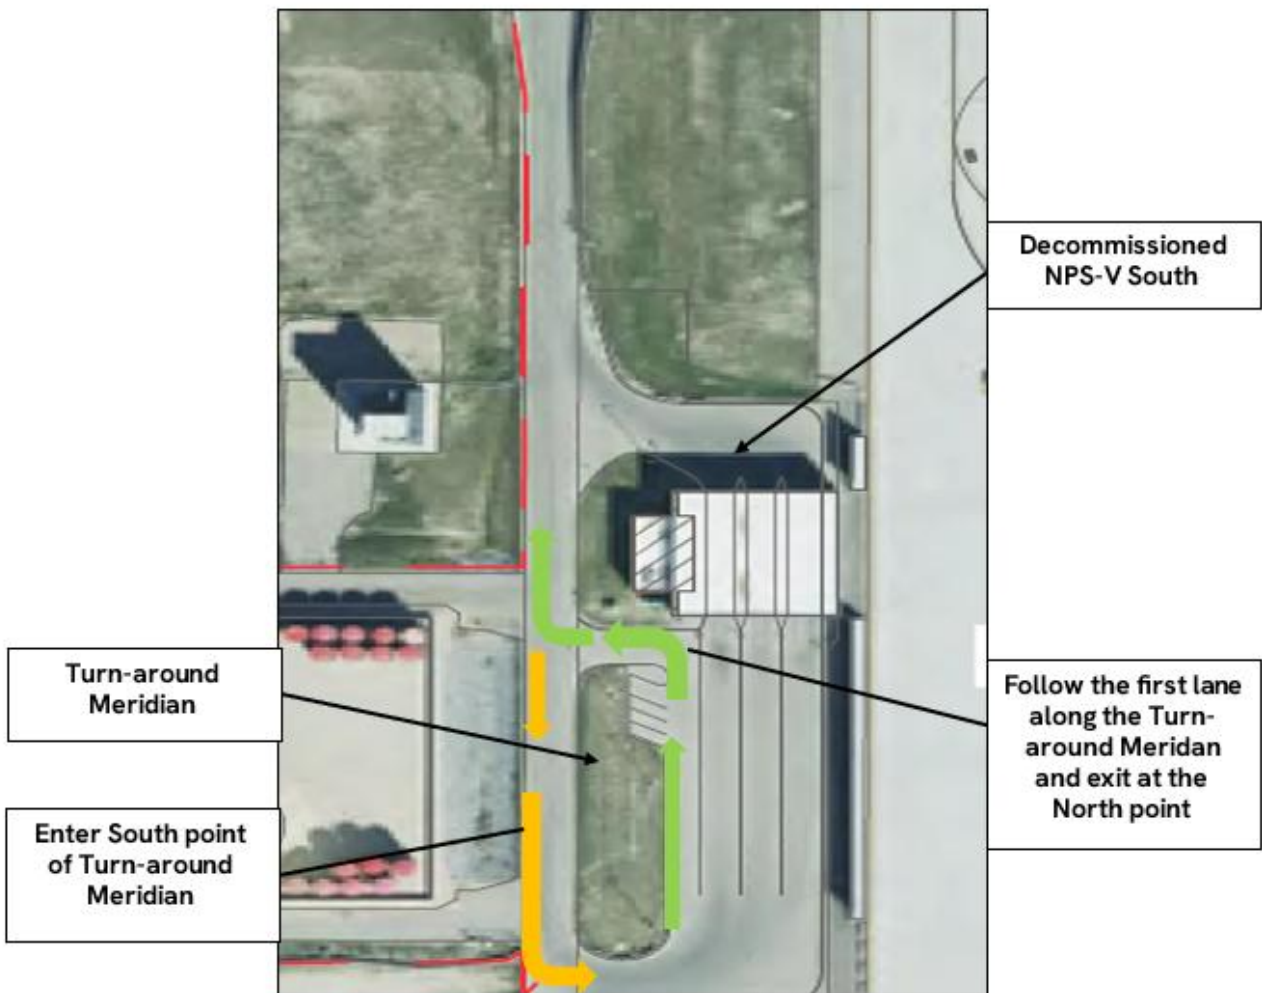 Decommissioned
NPS-V South
Turn-around
Meridian
Follow the first lane
along the Turn-
around Meridan
and exit at the
North point
Enter South point
of Turn-around
Meridian